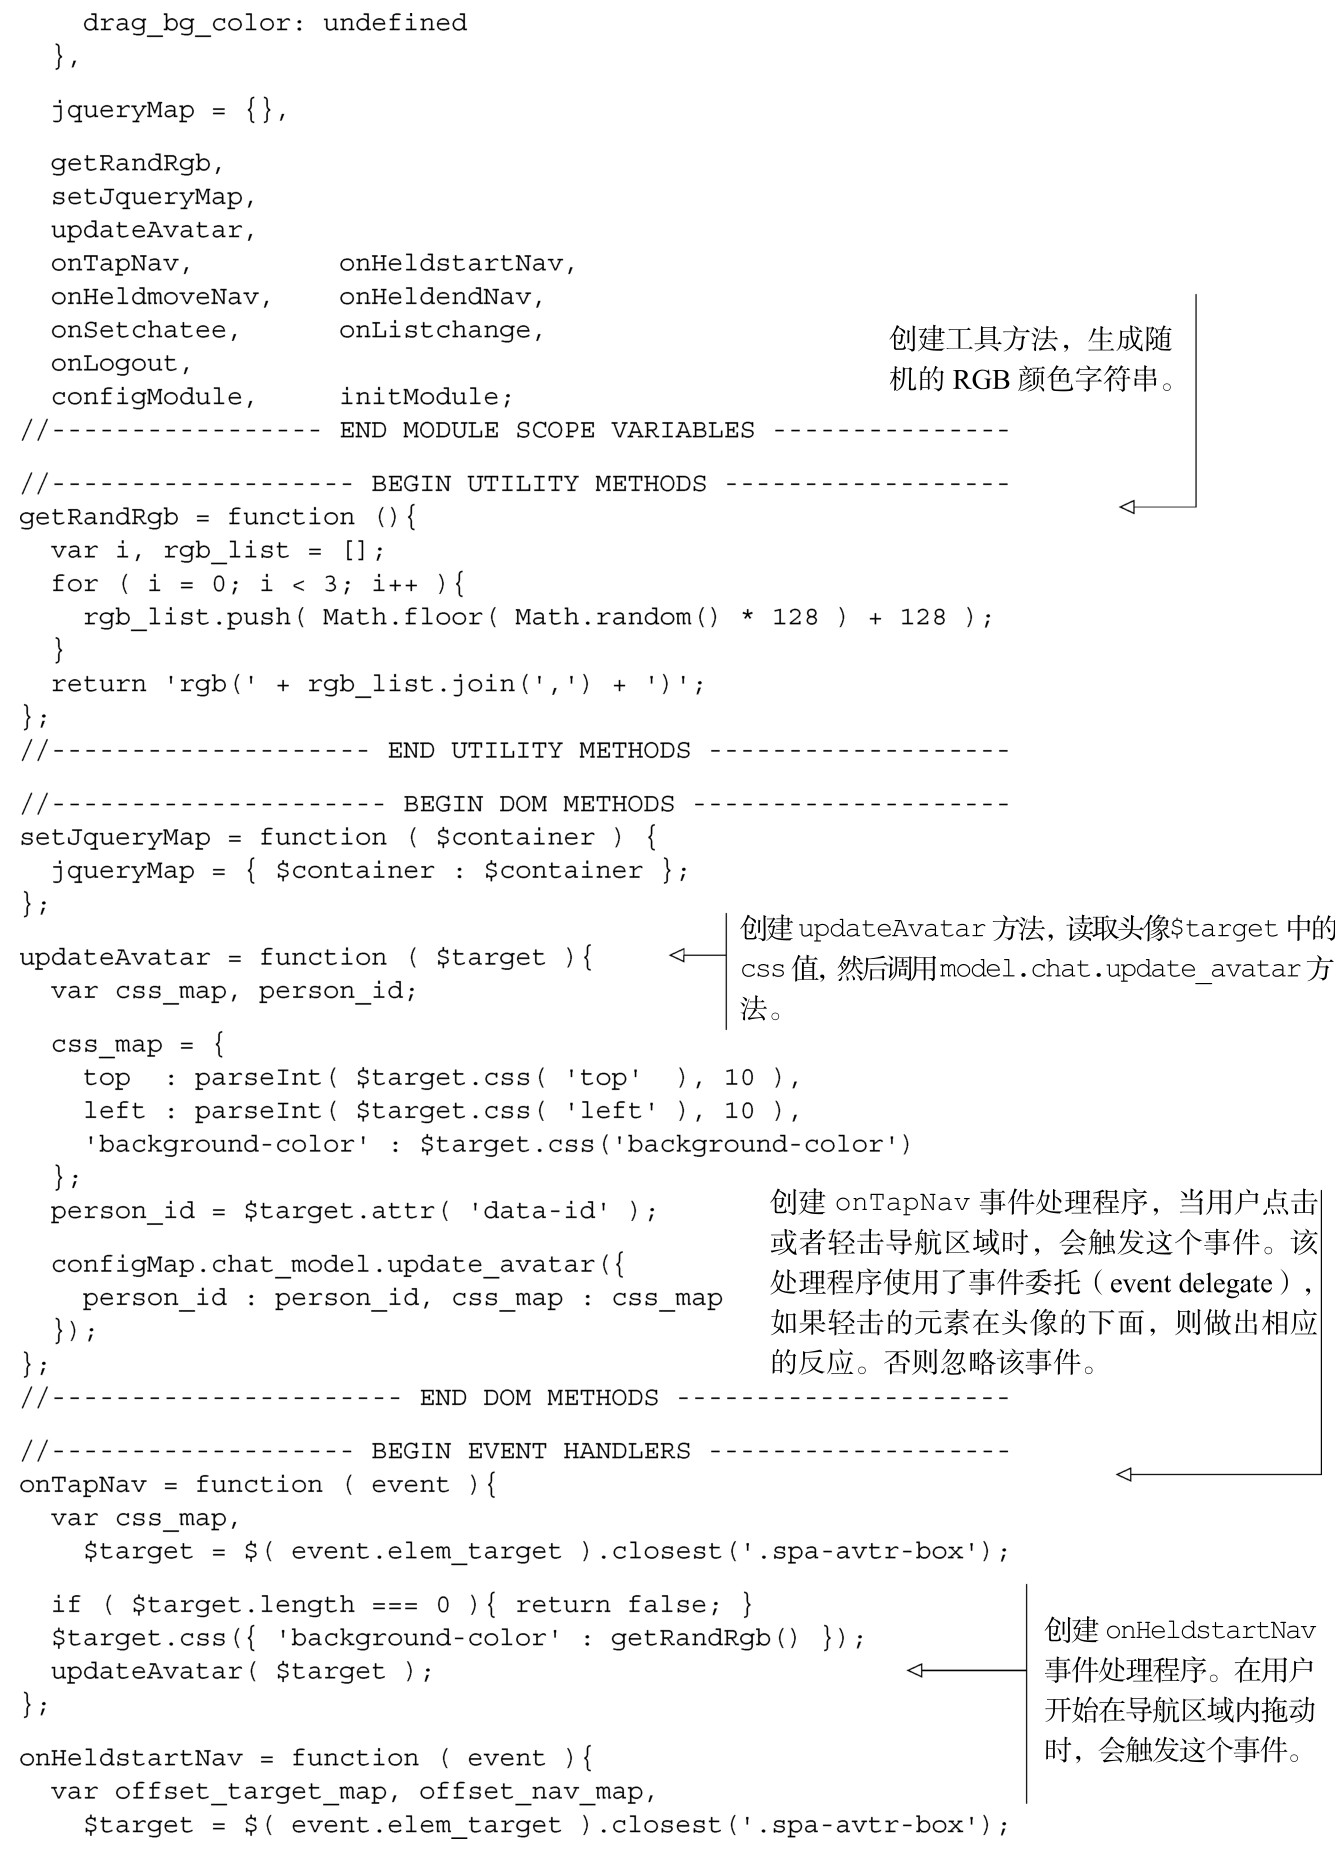 drag_bg_color: undefined
  },
  jqueryMap = {},
  getRandRgb,
  setJqueryMap,
  updateAvatar,
  onTapNav,         onHeldstartNav,
  onHeldmoveNav,    onHeldendNav,
  onSetchatee,      onListchange,
  onLogout,
  configModule,     initModule;
创建工具方法，生成随
机的 RGB 颜色字符串。
//----------------- END MODULE SCOPE VARIABLES ---------------
//------------------- BEGIN UTILITY METHODS ------------------
getRandRgb = function (){
  var i, rgb_list = [];
  for ( i = 0; i < 3; i++ ){
    rgb_list.push( Math.floor( Math.random() * 128 ) + 128 );
  }
  return 'rgb(' + rgb_list.join(',') + ')';
};
//-------------------- END UTILITY METHODS -------------------
//--------------------- BEGIN DOM METHODS --------------------
setJqueryMap = function ( $container ) {
  jqueryMap = { $container : $container };
};
创建 updateAvatar 方法，读取头像$target 中的
css 值，然后调用model.chat.update_avatar 方
法。
updateAvatar = function ( $target ){
  var css_map, person_id;
  css_map = {
    top  : parseInt( $target.css( 'top'  ), 10 ),
    left : parseInt( $target.css( 'left' ), 10 ),
    'background-color' : $target.css('background-color')
  };
  person_id = $target.attr( 'data-id' );
  configMap.chat_model.update_avatar({
    person_id : person_id, css_map : css_map
  });
};
创建 onTapNav 事件处理程序，当用户点击
或者轻击导航区域时，会触发这个事件。该
处理程序使用了事件委托（event delegate），
如果轻击的元素在头像的下面，则做出相应
的反应。否则忽略该事件。
//---------------------- END DOM METHODS ---------------------
//------------------- BEGIN EVENT HANDLERS -------------------
onTapNav = function ( event ){
  var css_map,
    $target = $( event.elem_target ).closest('.spa-avtr-box');
  if ( $target.length === 0 ){ return false; }
  $target.css({ 'background-color' : getRandRgb() });
  updateAvatar( $target );
};
创建 onHeldstartNav
事件处理程序。在用户
开始在导航区域内拖动
时，会触发这个事件。
onHeldstartNav = function ( event ){
  var offset_target_map, offset_nav_map,
    $target = $( event.elem_target ).closest('.spa-avtr-box');